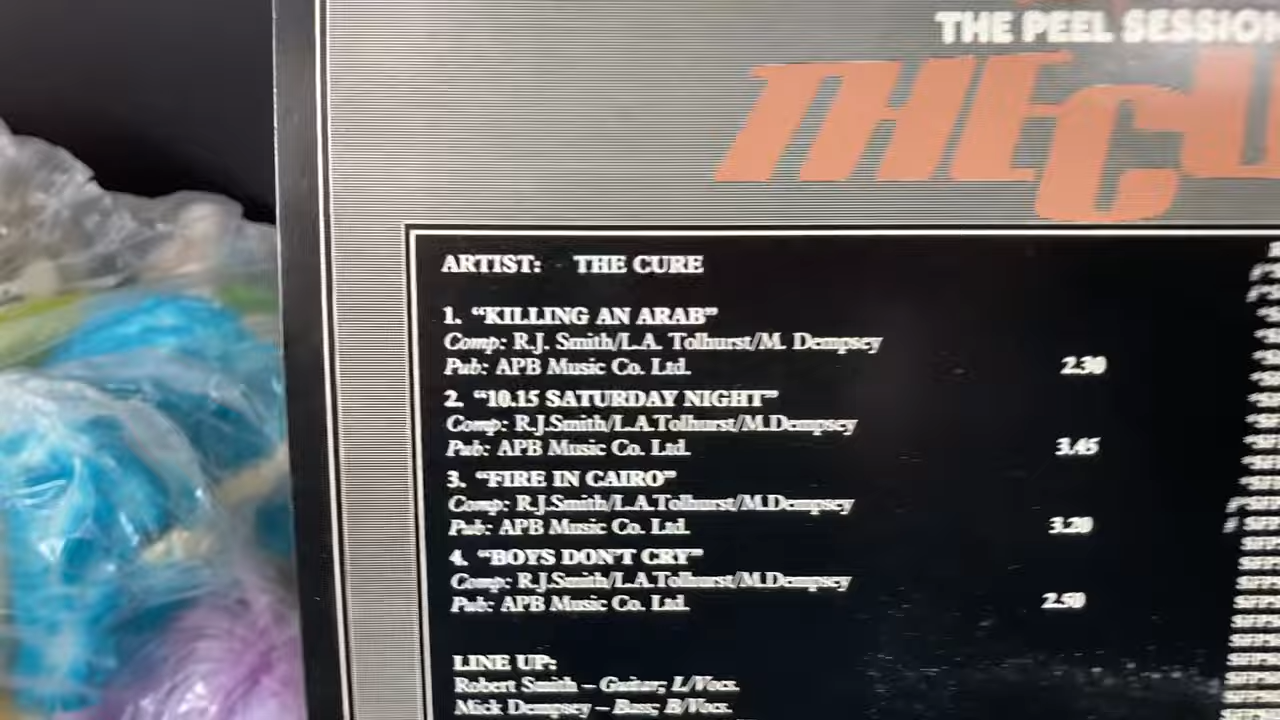 THE PEEL SESSION
THE CU
ARTIST: THE CURE
1. “KILLING AN ARAB”
Comp: R.J. Smith/L.A. Tolhurst/M. Dempsey
Pub: APB Music Co. Ltd. 2.30
2. “10.15 SATURDAY NIGHT”
Comp: R.J.Smith/L.A.Tolhurst/M.Dempsey
Pub: APB Music Co. Ltd. 3.45
3. “FIRE IN CAIRO”
Comp: R.J.Smith/L.A.Tolhurst/M.Dempsey
Pub: APB Music Co. Ltd. 3.20
4. “BOYS DON'T CRY”
Comp: R.J.Smith/L.A.Tolhurst/M.Dempsey
Pub: APB Music Co. Ltd. 2.50
LINE UP:
Robert Smith – Guitar; L/Vocs.
Mick Dempsey – Bass; B/Vocs.